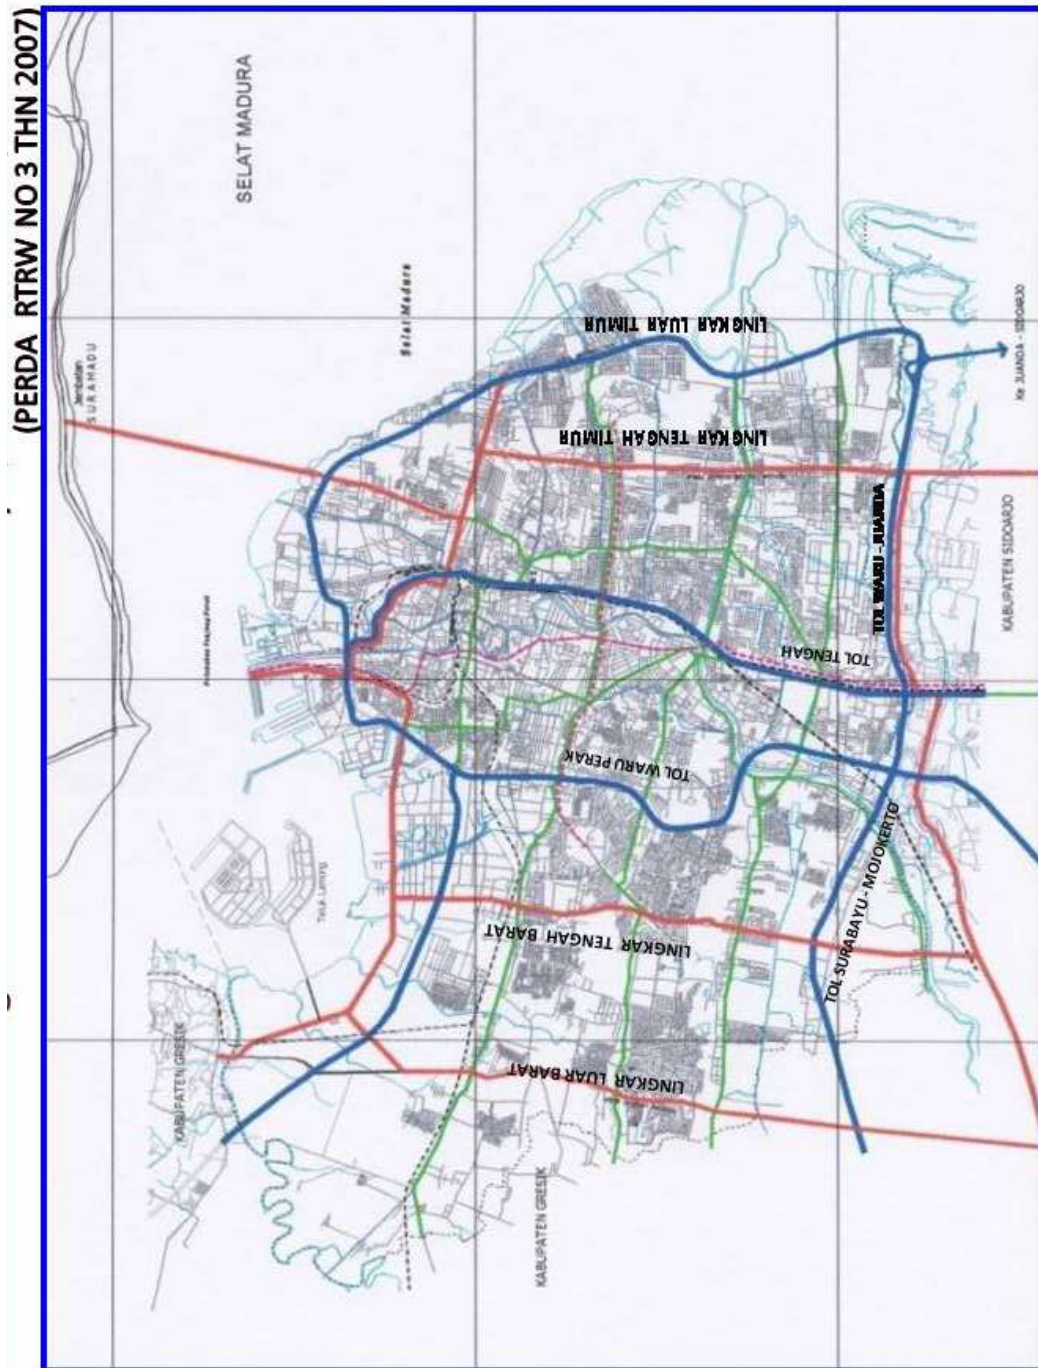 (PERDA RTRW NO 3 THN 2007)
SELAT MADURA
Jembatan
SURAMADU
Selat Madura
LINGKAR LUAR TIMUR
LINGKAR TENGAH TIMUR
Ke JUANDA - SIDOARJO
TOL WARU - JUANDA
KABUPATEN SIDOARJO
TOL TENGAH
TOL WARU PERAK
TOL SURABAYU - MOJOKERTO
LINGKAR TENGAH BARAT
LINGKAR LUAR BARAT
KABUPATEN GRESIK
KABUPATEN GRESIK